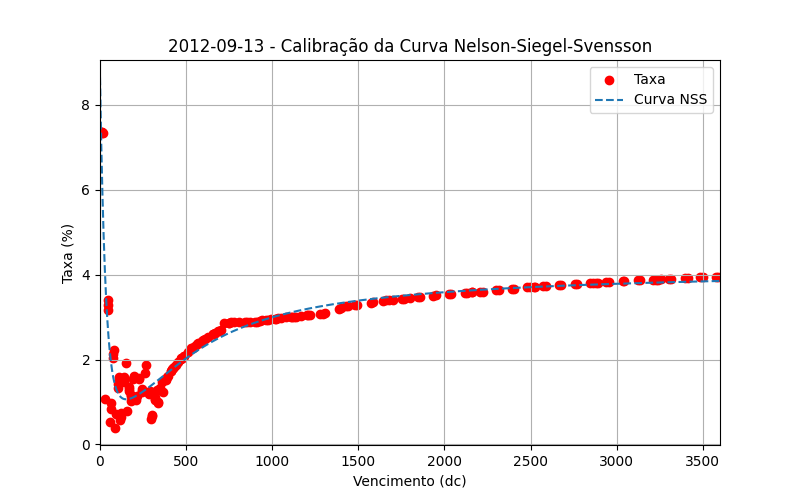 2012-09-13 - Calibração da Curva Nelson-Siegel-Svensson
Taxa
Curva NSS
8
6
4
2
0
Taxa (%)
0 500 1000 1500 2000 2500 3000 3500
Vencimento (dc)